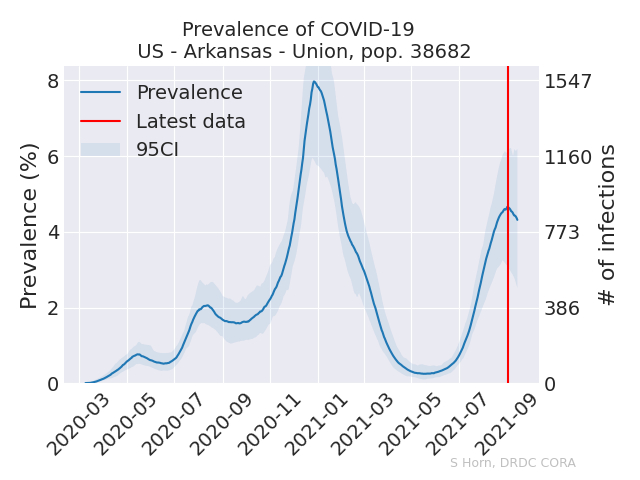 Prevalence of COVID-19
US - Arkansas - Union, pop. 38682
Prevalence (%)
8
6
4
2
0
Prevalence
Latest data
95CI
1547
1160
773
386
0
# of infections
2020-03
2020-05
2020-07
2020-09
2020-11
2021-01
2021-03
2021-05
2021-07
2021-09
S Horn, DRDC CORA